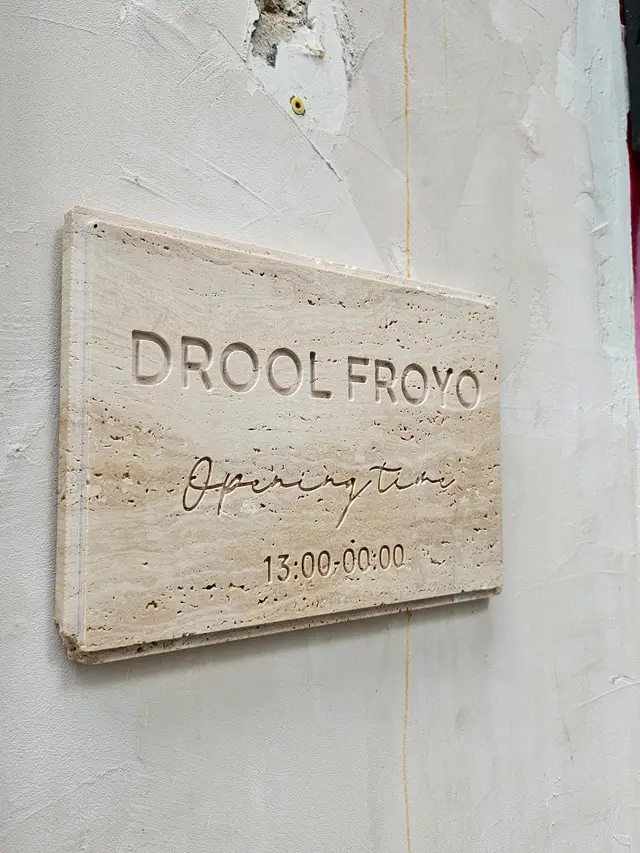 DROOL FROYO
Opening time
13:00-00:00